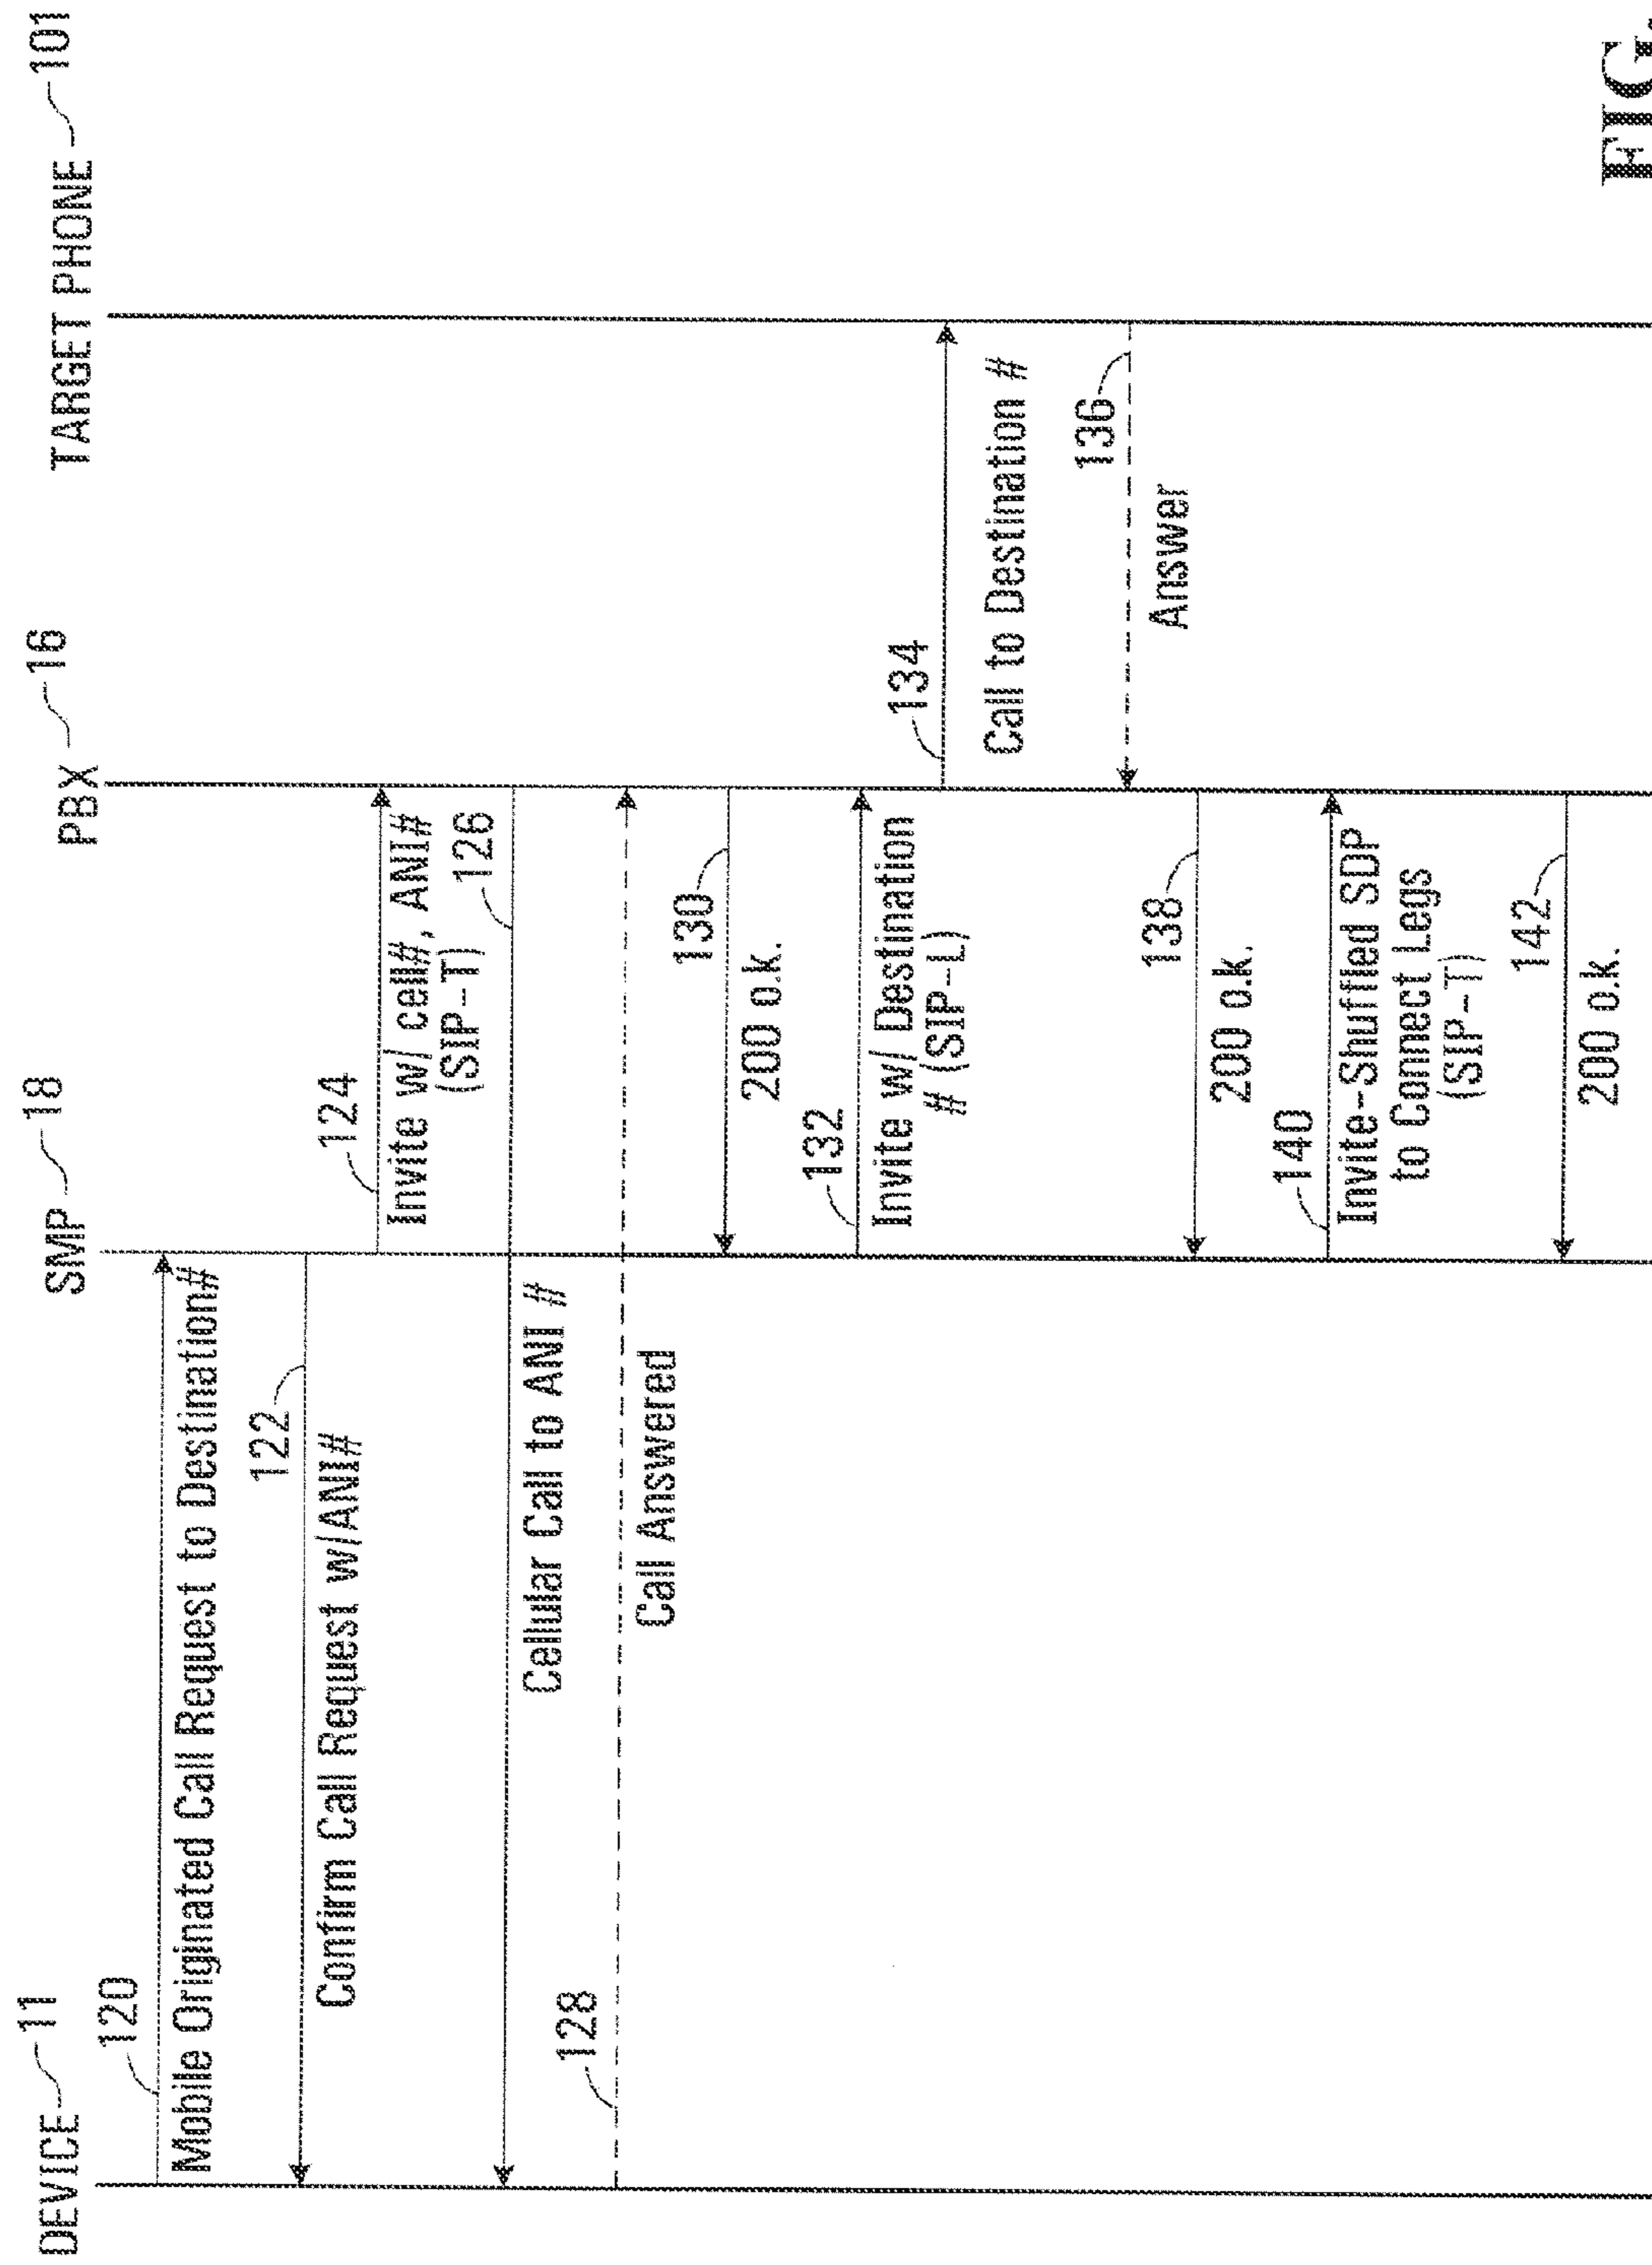 DEVICE 11
SMP 18
PBX 16
TARGET PHONE 101
120
Mobile Originated Call Request to Destination#
122
Confirm Call Request w/ANI#
124
Invite w/ cell#, ANI#
(SIP-T)
126
Cellular Call to ANI #
128
Call Answered
130
200 o.k.
132
Invite w/ Destination
# (SIP-L)
134
Call to Destination #
136
Answer
138
200 o.k.
140
Invite-Shuffled SDP
to Connect Legs
(SIP-T)
142
200 o.k.
FIG.